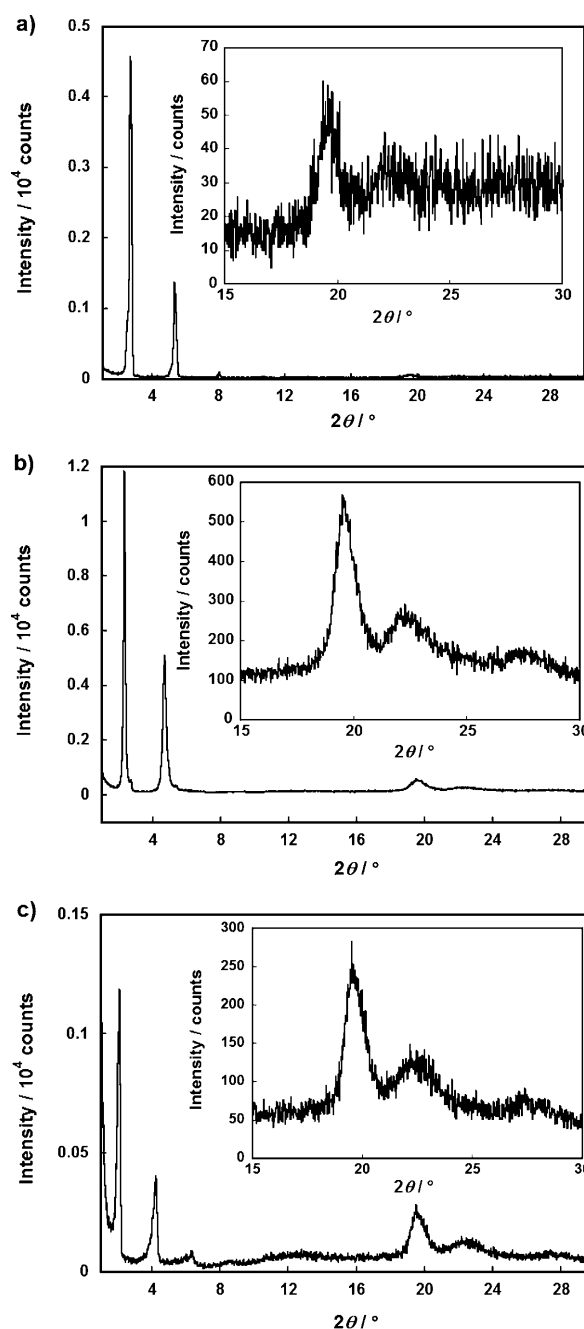 a)
0.5
0.4
0.3
0.2
0.1
0
Intensity / 10⁴ counts
4 8 12 16 20 24 28
2θ / °
70
60
50
40
30
20
10
0
Intensity / counts
15 20 25 30
2θ / °
b)
1.2
1
0.8
0.6
0.4
0.2
0
Intensity / 10⁴ counts
4 8 12 16 20 24 28
2θ / °
600
500
400
300
200
100
0
Intensity / counts
15 20 25 30
2θ / °
c)
0.15
0.1
0.05
0
Intensity / 10⁴ counts
4 8 12 16 20 24 28
2θ / °
300
250
200
150
100
50
0
Intensity / counts
15 20 25 30
2θ / °